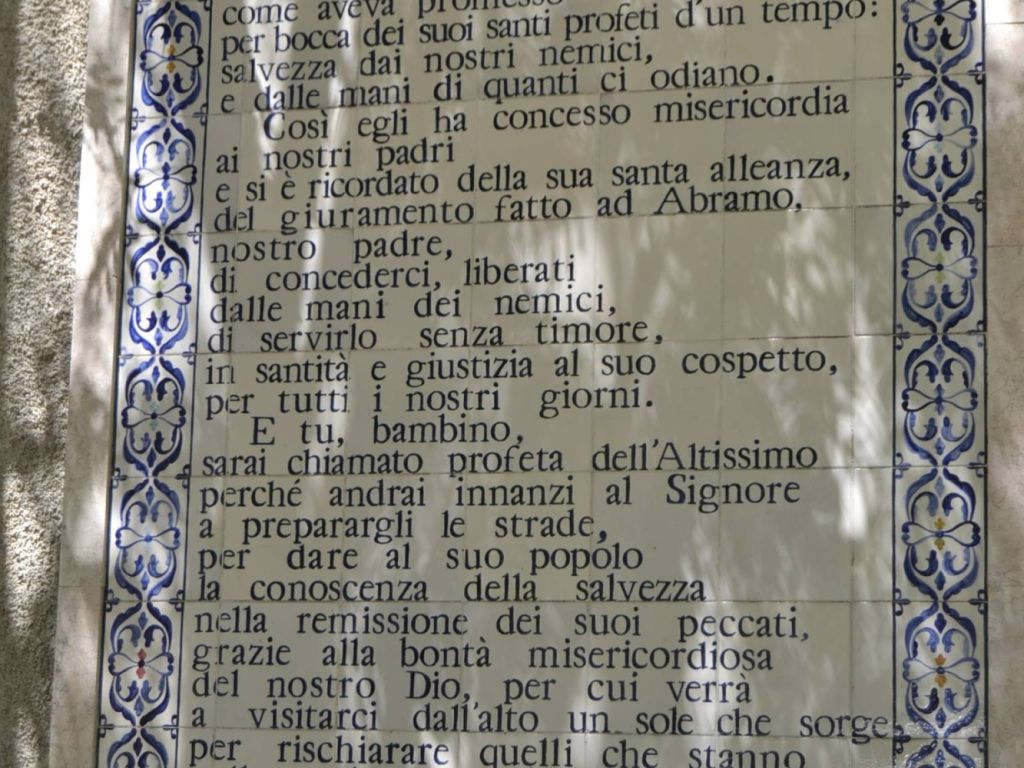 come aveva promesso
per bocca dei suoi santi profeti d'un tempo:
salvezza dai nostri nemici,
e dalle mani di quanti ci odiano.
Così egli ha concesso misericordia
ai nostri padri
e si è ricordato della sua santa alleanza,
del giuramento fatto ad Abramo,
nostro padre,
di concederci, liberati
dalle mani dei nemici,
di servirlo senza timore,
in santità e giustizia al suo cospetto,
per tutti i nostri giorni.
E tu, bambino,
sarai chiamato profeta dell'Altissimo
perché andrai innanzi al Signore
a preparargli le strade,
per dare al suo popolo
la conoscenza della salvezza
nella remissione dei suoi peccati,
grazie alla bontà misericordiosa
del nostro Dio, per cui verrà
a visitarci dall'alto un sole che sorge
per rischiarare quelli che stanno